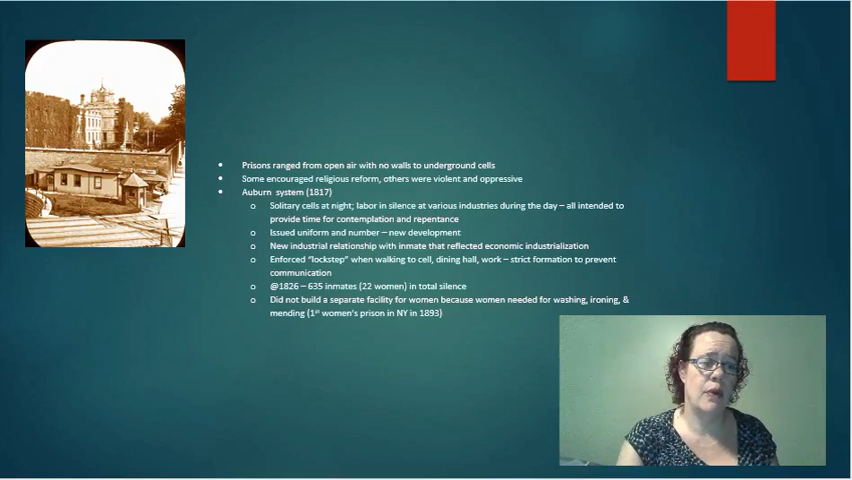 • Prisons ranged from open air with no walls to underground cells
• Some encouraged religious reform, others were violent and oppressive
• Auburn system (1817)
o Solitary cells at night; labor in silence at various industries during the day – all intended to
provide time for contemplation and repentance
o Issued uniform and number – new development
o New industrial relationship with inmate that reflected economic industrialization
o Enforced “lockstep” when walking to cell, dining hall, work – strict formation to prevent
communication
o @1826 – 635 inmates (22 women) in total silence
o Did not build a separate facility for women because women needed for washing, ironing, &
mending (1st women’s prison in NY in 1893)